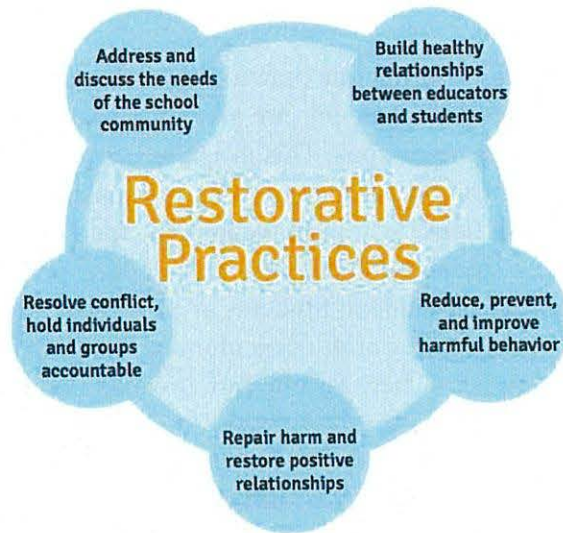 Address and
discuss the needs
of the school
community
Build healthy
relationships
between educators
and students
Restorative
Practices
Resolve conflict,
hold individuals
and groups
accountable
Reduce, prevent,
and improve
harmful behavior
Repair harm and
restore positive
relationships